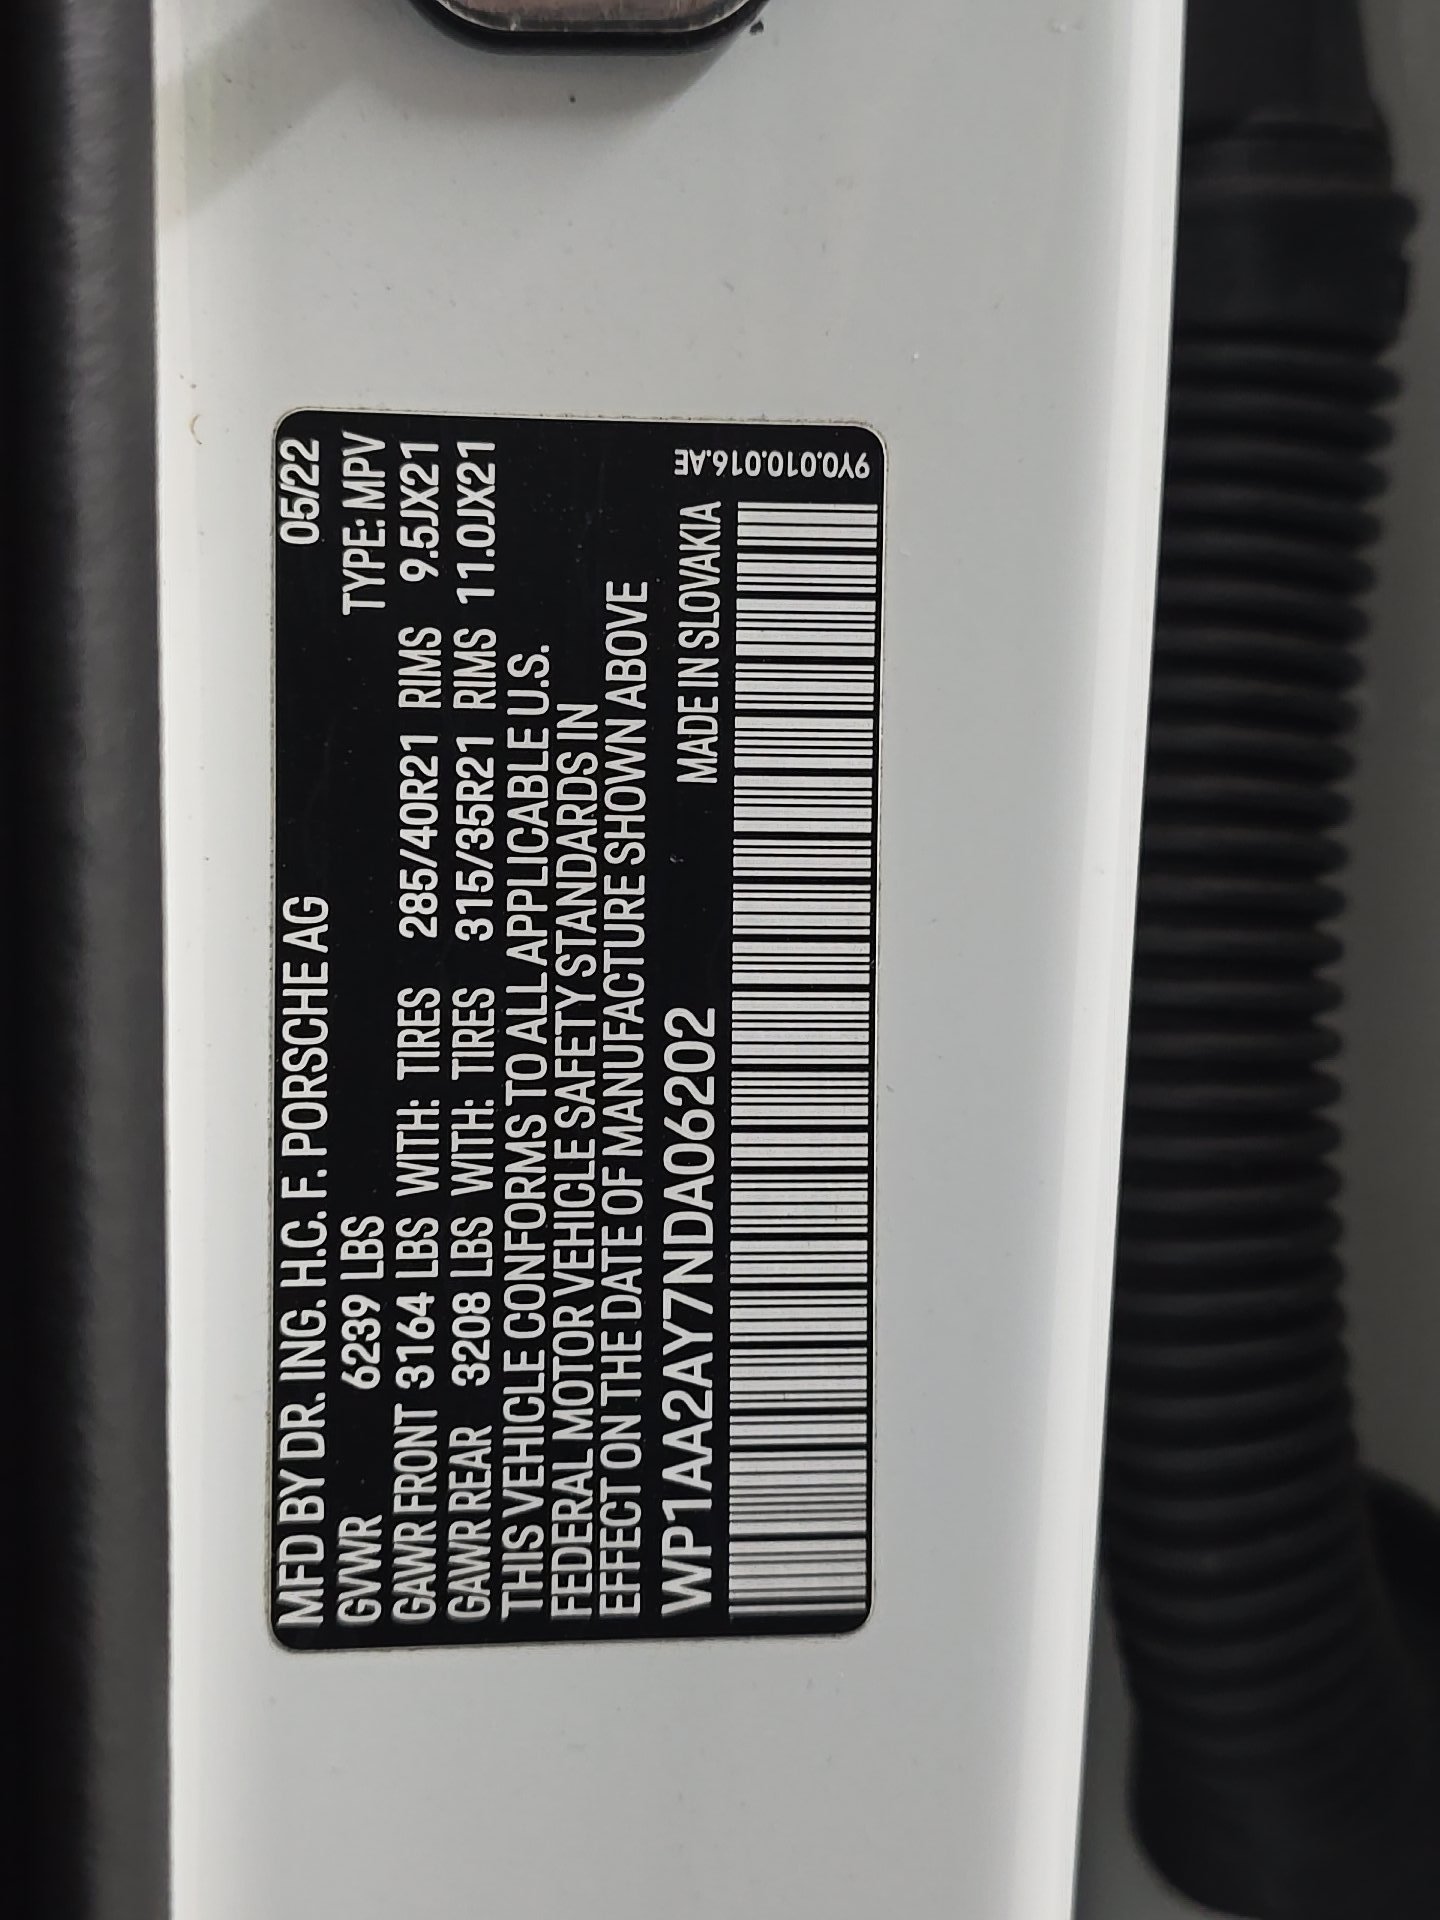 MFD BY DR. ING. H.C. F. PORSCHE AG 05/22
GVWR 6239 LBS TYPE: MPV
GAWR FRONT 3164 LBS WITH: TIRES 285/40R21 RIMS 9.5JX21
GAWR REAR 3208 LBS WITH: TIRES 315/35R21 RIMS 11.0JX21
THIS VEHICLE CONFORMS TO ALL APPLICABLE U.S.
FEDERAL MOTOR VEHICLE SAFETY STANDARDS IN
EFFECT ON THE DATE OF MANUFACTURE SHOWN ABOVE
WP1AA2AY7NDA06202 MADE IN SLOVAKIA
9Y0.010.016.AE